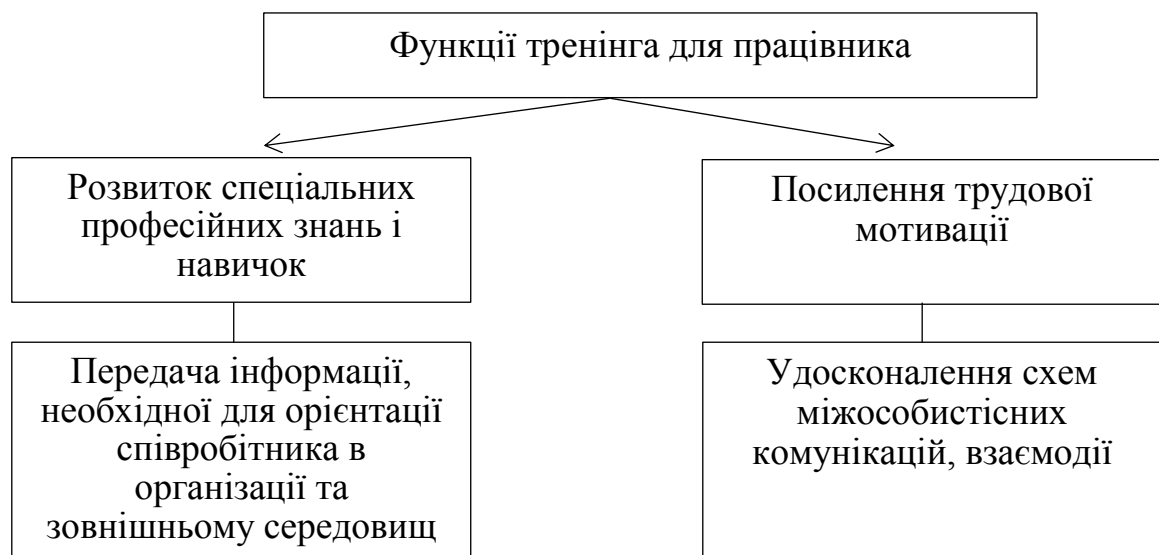 Функції тренінга для працівника
Розвиток спеціальних
професійних знань і
навичок
Посилення трудової
мотивації
Передача інформації,
необхідної для орієнтації
співробітника в
організації та
зовнішньому середовищ
Удосконалення схем
міжособистісних
комунікацій, взаємодії